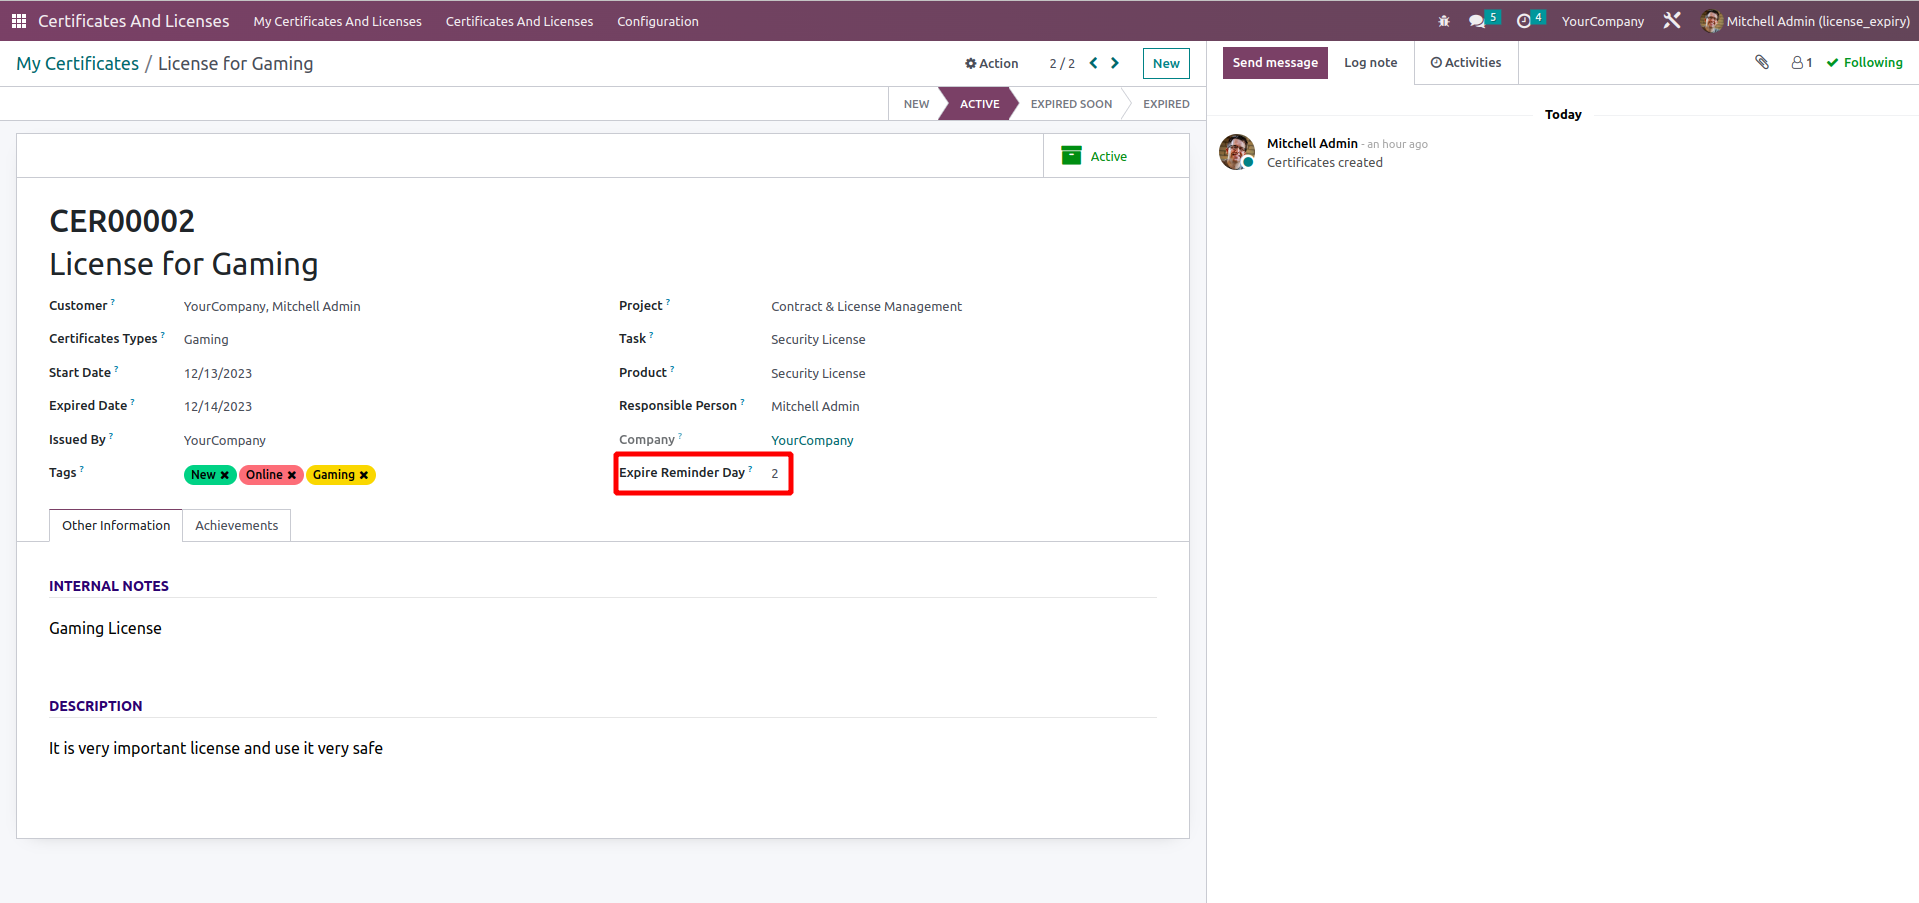 Certificates And Licenses My Certificates And Licenses Certificates And Licenses Configuration 5 4 YourCompany Mitchell Admin (license_expiry)
My Certificates / License for Gaming Action 2 / 2 New
Send message Log note Activities 1 Following
NEW ACTIVE EXPIRED SOON EXPIRED
Active
CER00002
License for Gaming
Customer ? YourCompany, Mitchell Admin
Certificates Types ? Gaming
Start Date ? 12/13/2023
Expired Date ? 12/14/2023
Issued By ? YourCompany
Tags ? New Online Gaming
Project ? Contract & License Management
Task ? Security License
Product ? Security License
Responsible Person ? Mitchell Admin
Company ? YourCompany
Expire Reminder Day ? 2
Other Information Achievements
INTERNAL NOTES
Gaming License
DESCRIPTION
It is very important license and use it very safe
Today
Mitchell Admin - an hour ago
Certificates created